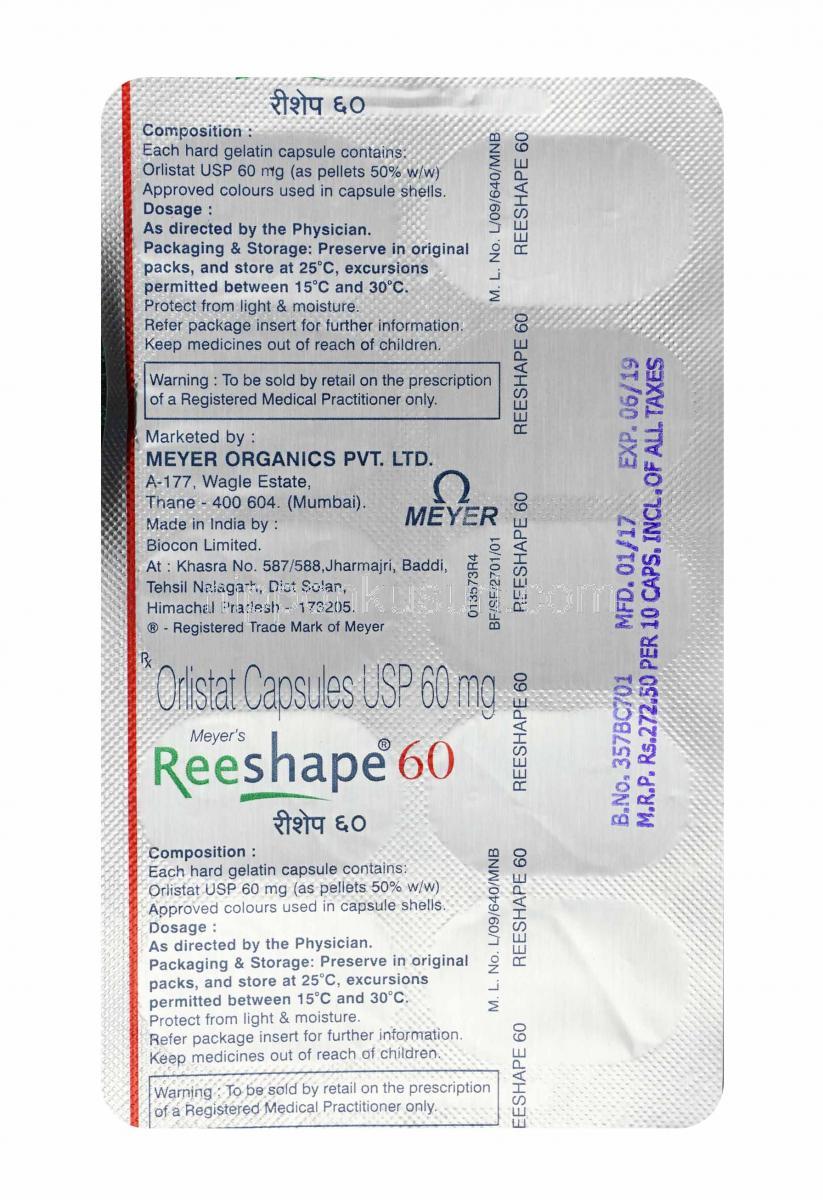 रीशेप ६०
Composition :
Each hard gelatin capsule contains:
Orlistat USP 60 mg (as pellets 50% w/w)
Approved colours used in capsule shells.
Dosage :
As directed by the Physician.
Packaging & Storage: Preserve in original
packs, and store at 25°C, excursions
permitted between 15°C and 30°C.
Protect from light & moisture.
Refer package insert for further information.
Keep medicines out of reach of children.
Warning : To be sold by retail on the prescription
of a Registered Medical Practitioner only.
Marketed by :
MEYER ORGANICS PVT. LTD.
A-177, Wagle Estate,
Thane - 400 604. (Mumbai).
MEYER
Made in India by :
Biocon Limited.
At : Khasra No. 587/588,Jharmajri, Baddi,
Tehsil Nalagarh, Dist Solan,
Himachal Pradesh - 173205.
® - Registered Trade Mark of Meyer
Rx
Orlistat Capsules USP 60 mg
Meyer's
Reeshape® 60
रीशेप ६०
Composition :
Each hard gelatin capsule contains:
Orlistat USP 60 mg (as pellets 50% w/w)
Approved colours used in capsule shells.
Dosage :
As directed by the Physician.
Packaging & Storage: Preserve in original
packs, and store at 25°C, excursions
permitted between 15°C and 30°C.
Protect from light & moisture.
Refer package insert for further information.
Keep medicines out of reach of children.
Warning : To be sold by retail on the prescription
of a Registered Medical Practitioner only.
M. L. No. L/09/640/MNB
013573R4
BF/SF/2701/01
M. L. No. L/09/640/MNB
REESHAPE 60
REESHAPE 60
REESHAPE 60
REESHAPE 60
REESHAPE 60
EESHAPE 60
B.No. 357BC701 MFD. 01/17 EXP. 06/19
M.R.P. Rs.272.50 PER 10 CAPS. INCL.OF ALL TAXES